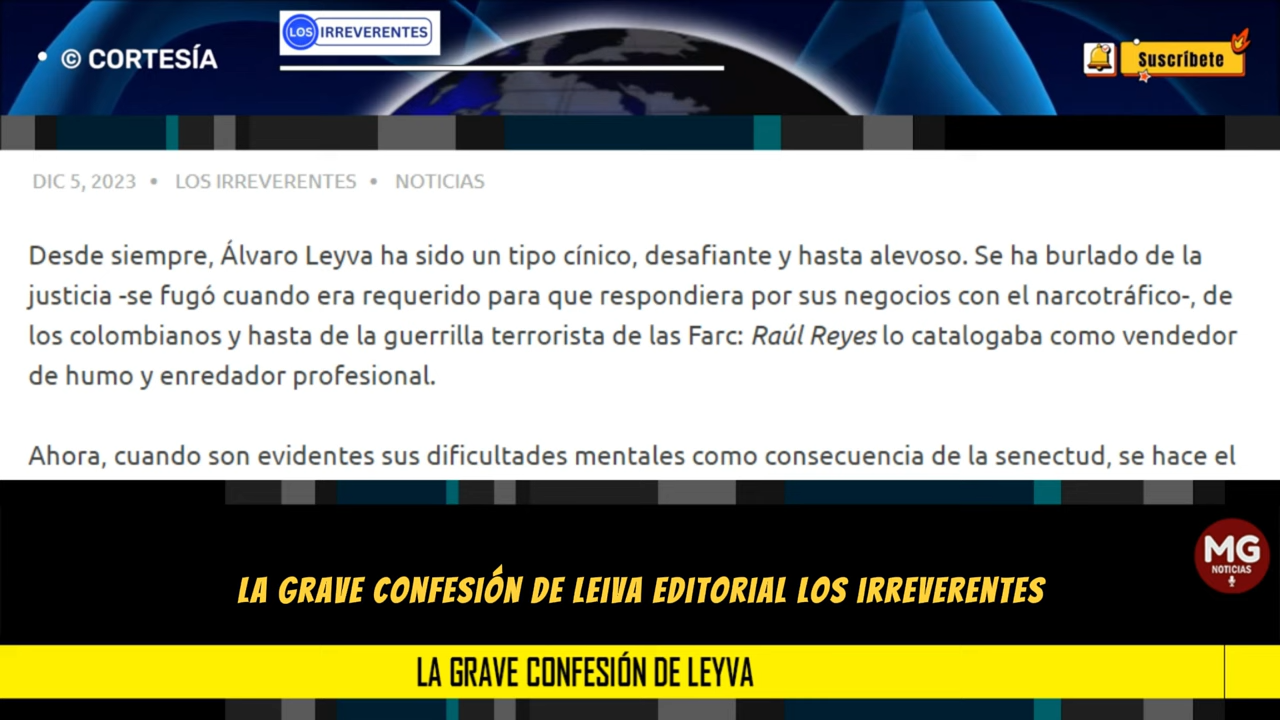 • © CORTESÍA
LOS IRREVERENTES
Suscríbete
DIC 5, 2023 • LOS IRREVERENTES • NOTICIAS
Desde siempre, Álvaro Leyva ha sido un tipo cínico, desafiante y hasta alevoso. Se ha burlado de la
justicia -se fugó cuando era requerido para que respondiera por sus negocios con el narcotráfico-, de
los colombianos y hasta de la guerrilla terrorista de las Farc: Raúl Reyes lo catalogaba como vendedor
de humo y enredador profesional.
Ahora, cuando son evidentes sus dificultades mentales como consecuencia de la senectud, se hace el
MG
NOTICIAS
LA GRAVE CONFESIÓN DE LEIVA EDITORIAL LOS IRREVERENTES
LA GRAVE CONFESIÓN DE LEYVA